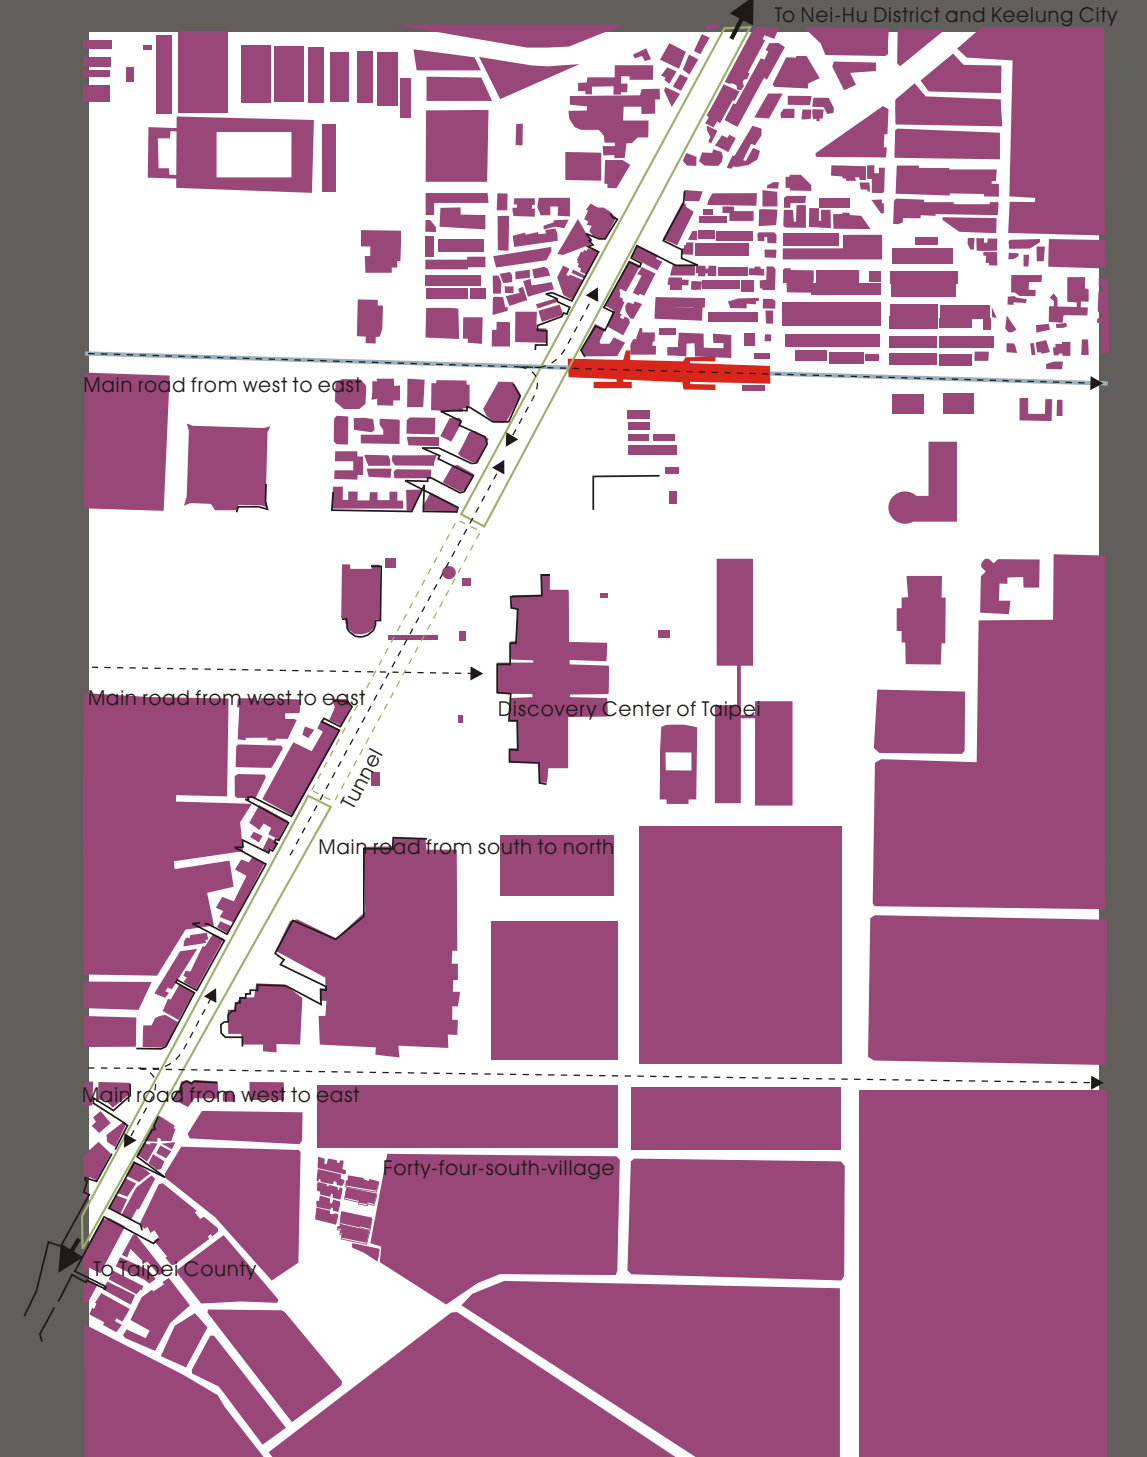 To Nei-Hu District and Keelung City
Main road from west to east
Main road from west to east
Discovery Center of Taipei
Tunnel
Main road from south to north
Main road from west to east
Forty-four-south-village
To Taipei County